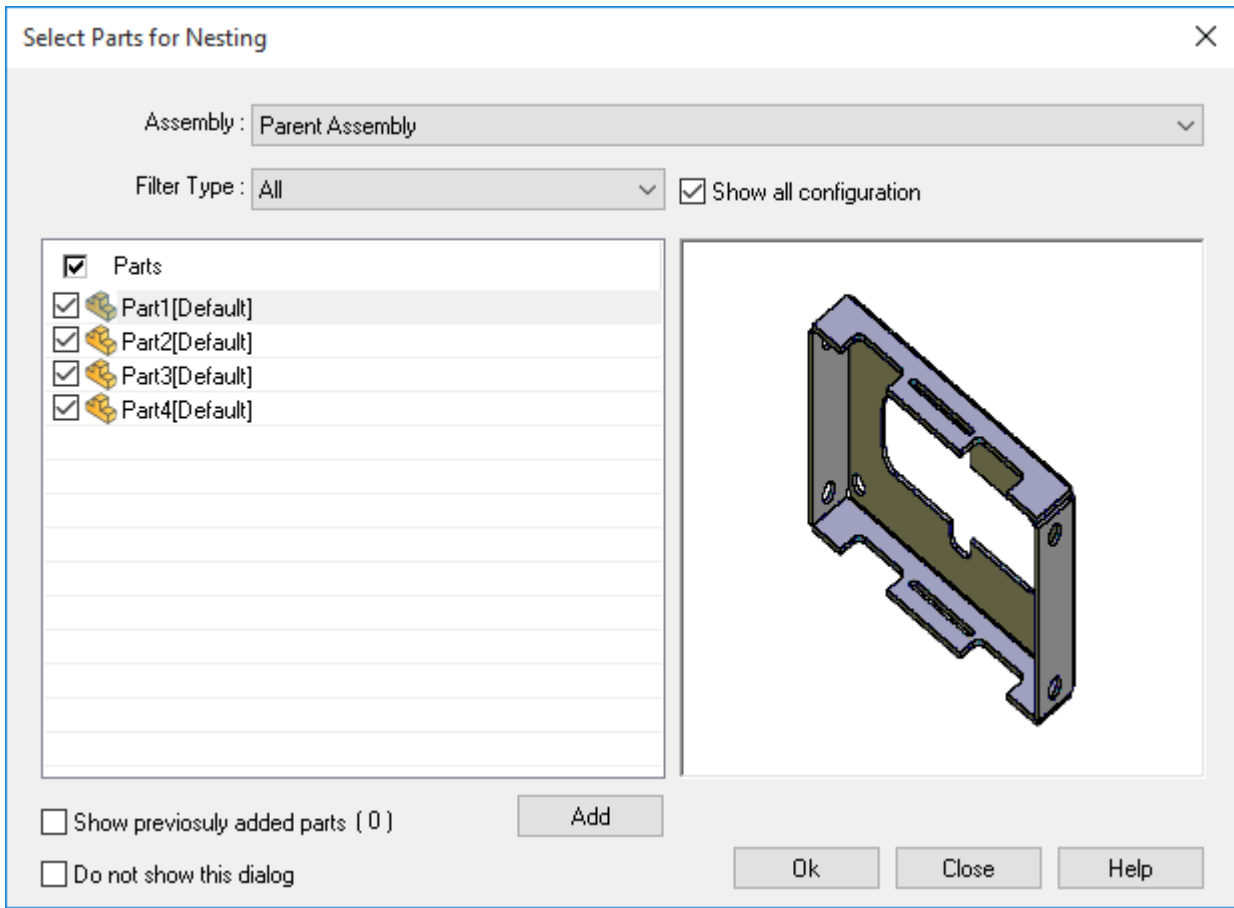 Select Parts for Nesting
Assembly : Parent Assembly
Filter Type : All Show all configuration
Parts
Part1[Default]
Part2[Default]
Part3[Default]
Part4[Default]
Show previosuly added parts ( 0 ) Add
Do not show this dialog Ok Close Help